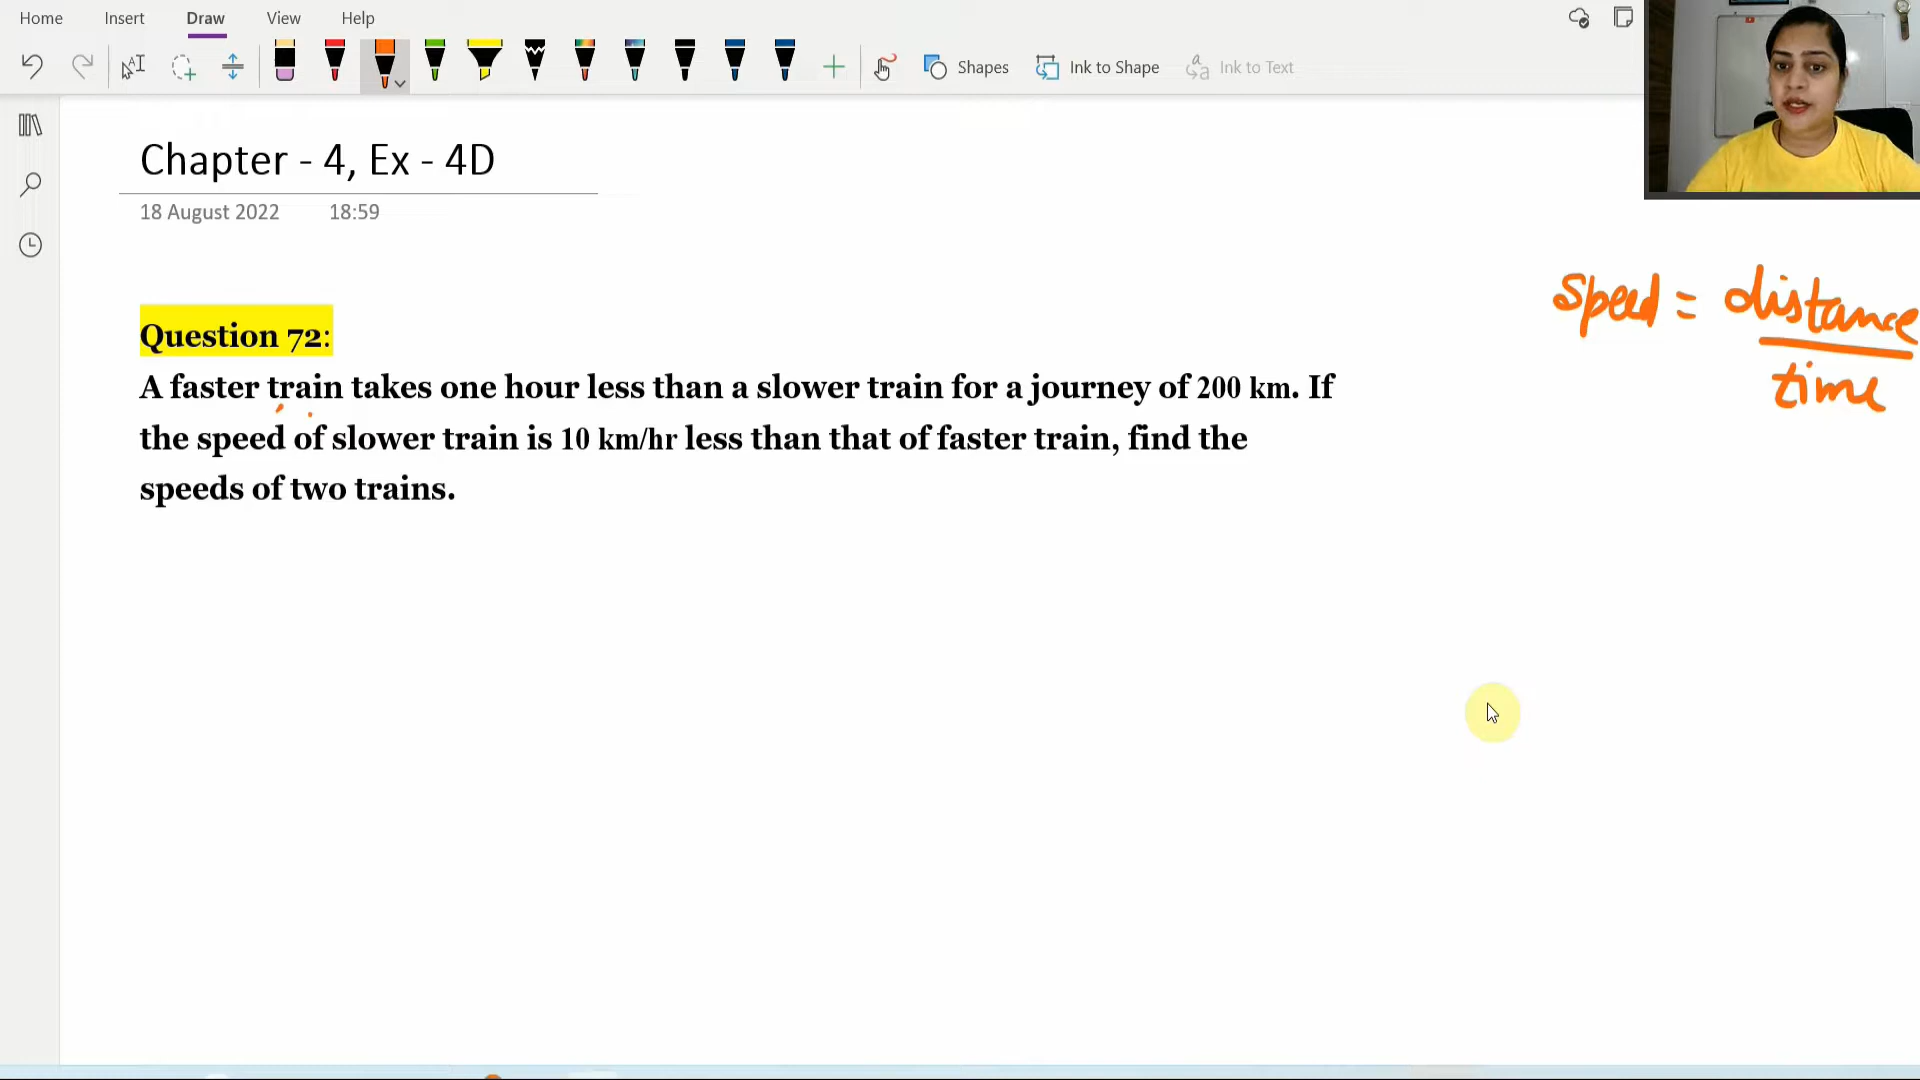 Home Insert Draw View Help
Shapes Ink to Shape Ink to Text
Chapter - 4, Ex - 4D
18 August 2022 18:59
Question 72:
A faster train takes one hour less than a slower train for a journey of 200 km. If
the speed of slower train is 10 km/hr less than that of faster train, find the
speeds of two trains.
speed = distance
time